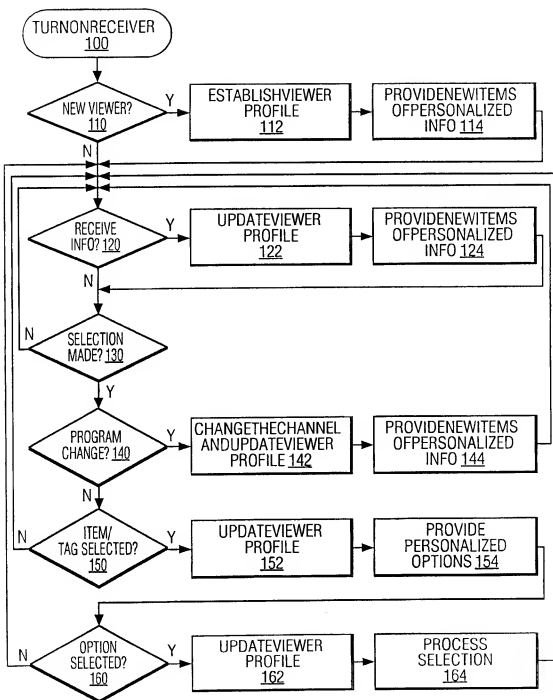 TURNONRECEIVER
100
NEW VIEWER?
110
Y
ESTABLISHVIEWER
PROFILE
112
PROVIDENEWITEMS
OFPERSONALIZED
INFO 114
N
RECEIVE
INFO? 120
Y
UPDATEVIEWER
PROFILE
122
PROVIDENEWITEMS
OFPERSONALIZED
INFO 124
N
N
SELECTION
MADE? 130
Y
PROGRAM
CHANGE? 140
Y
CHANGETHECHANNEL
ANDUPDATEVIEWER
PROFILE 142
PROVIDENEWITEMS
OFPERSONALIZED
INFO 144
N
N
ITEM/
TAG SELECTED?
150
Y
UPDATEVIEWER
PROFILE
152
PROVIDE
PERSONALIZED
OPTIONS 154
N
OPTION
SELECTED?
160
Y
UPDATEVIEWER
PROFILE
162
PROCESS
SELECTION
164